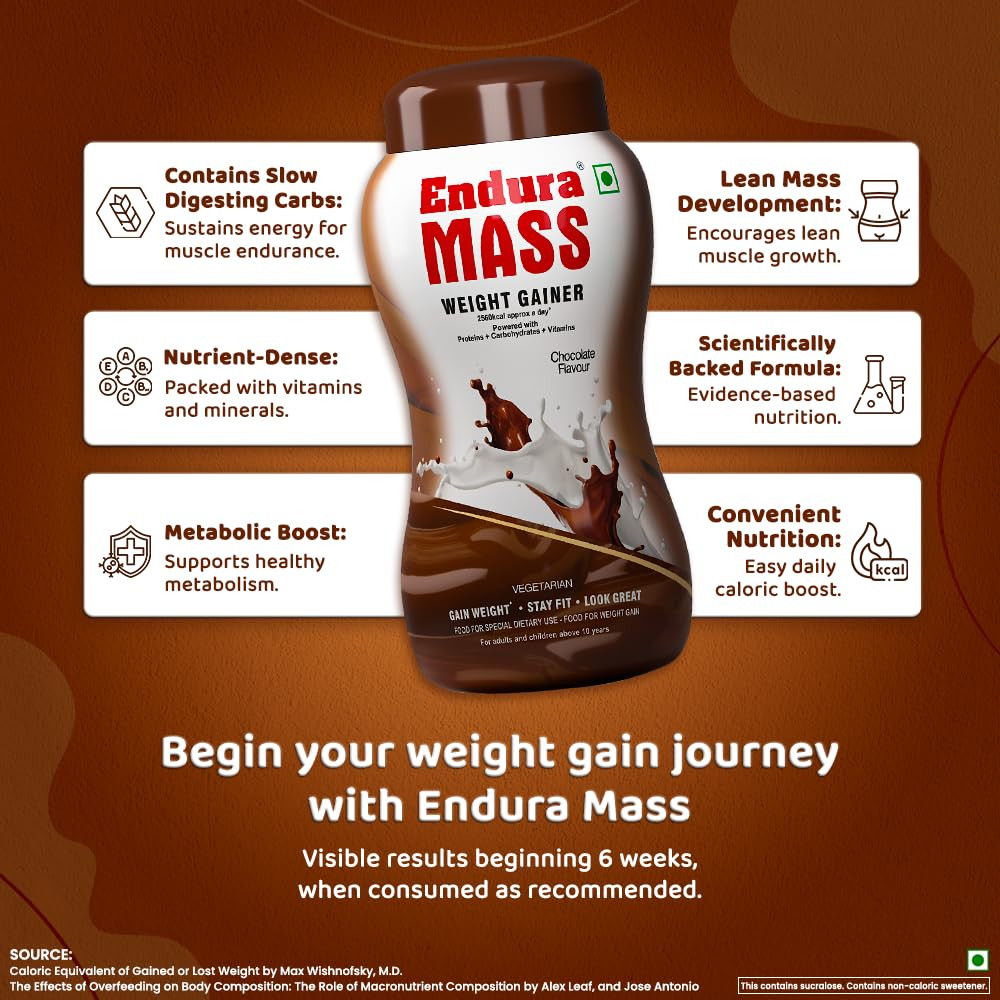 Contains Slow
Digesting Carbs:
Sustains energy for
muscle endurance.
Nutrient-Dense:
Packed with vitamins
and minerals.
A
E
B₁
D
B₂
C
Metabolic Boost:
Supports healthy
metabolism.
Endura®
MASS
WEIGHT GAINER
2560kcal approx a day*
Powered with
Proteins + Carbohydrates + Vitamins
Chocolate
Flavour
VEGETARIAN
GAIN WEIGHT* • STAY FIT • LOOK GREAT
FOOD FOR SPECIAL DIETARY USE - FOOD FOR WEIGHT GAIN
For adults and children above 10 years
Lean Mass
Development:
Encourages lean
muscle growth.
Scientifically
Backed Formula:
Evidence-based
nutrition.
Convenient
Nutrition:
Easy daily
caloric boost.
kcal
Begin your weight gain journey
with Endura Mass
Visible results beginning 6 weeks,
when consumed as recommended.
SOURCE:
Caloric Equivalent of Gained or Lost Weight by Max Wishnofsky, M.D.
The Effects of Overfeeding on Body Composition: The Role of Macronutrient Composition by Alex Leaf, and Jose Antonio
This contains sucralose. Contains non-caloric sweetener.